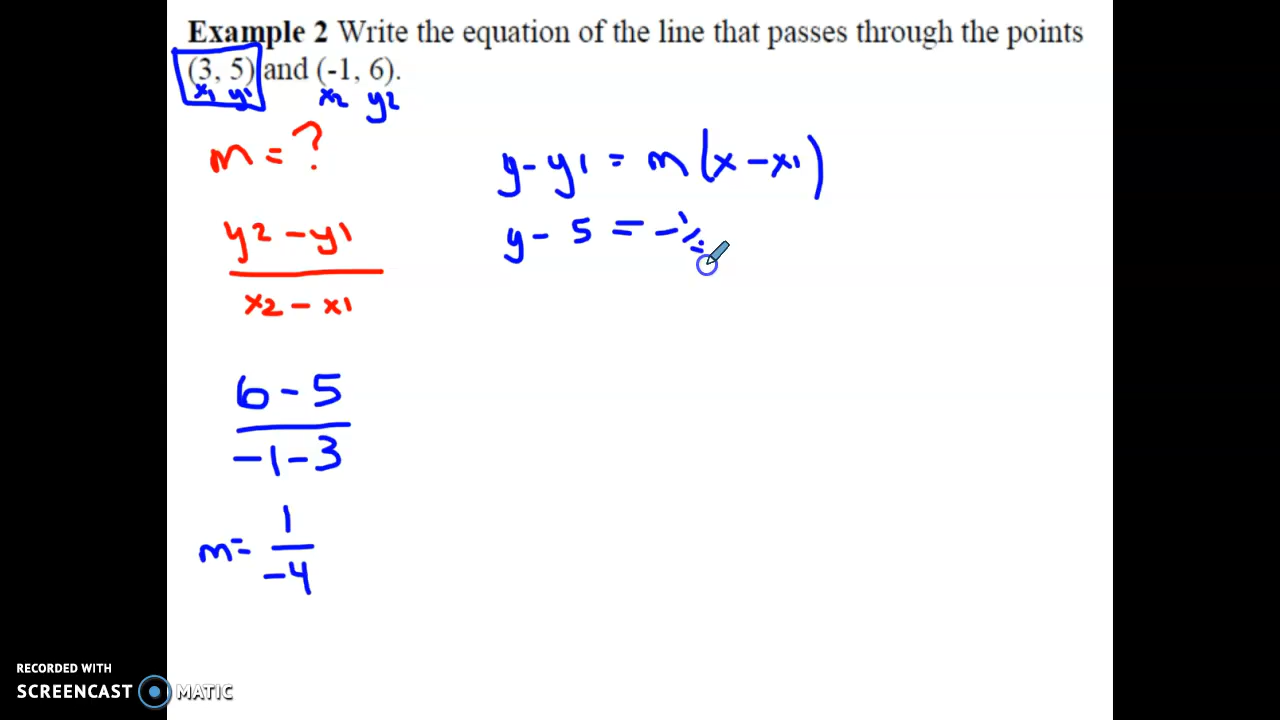 Example 2 Write the equation of the line that passes through the points
(3, 5) and (-1, 6).
x1 y1 x2 y2
m = ?
y2 - y1
x2 - x1
6 - 5
-1 - 3
m = 1
-4
y - y1 = m(x - x1)
y - 5 = -1/
RECORDED WITH
SCREENCAST MATIC